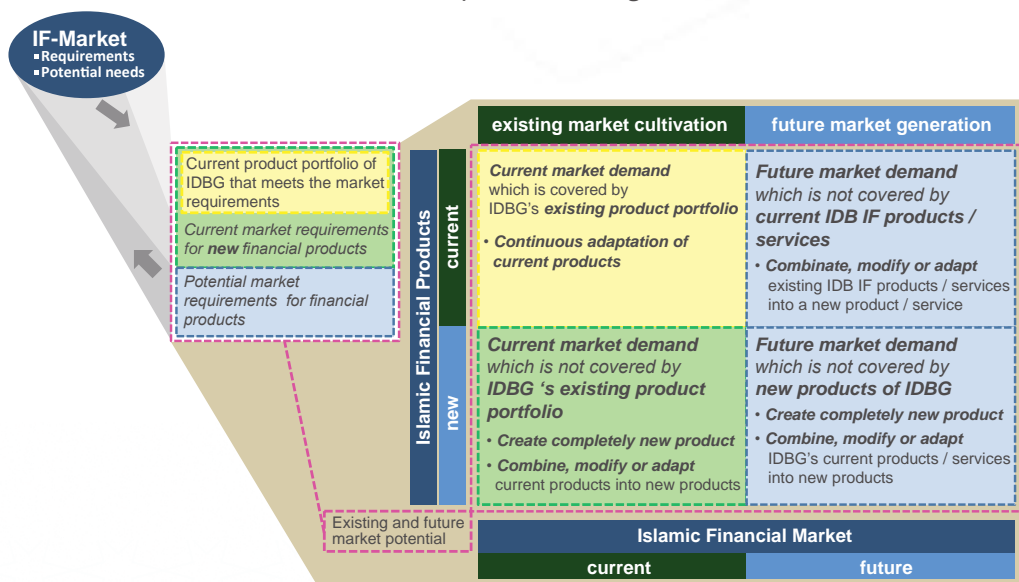 IF-Market
▪Requirements
▪Potential needs
Current product portfolio of
IDBG that meets the market
requirements
Current market requirements
for new financial products
Potential market
requirements for financial
products
Existing and future
market potential
existing market cultivation
future market generation
Islamic Financial Products
current
new
Current market demand
which is covered by
IDBG's existing product portfolio
• Continuous adaptation of
current products
Future market demand
which is not covered by
current IDB IF products /
services
• Combinate, modify or adapt
existing IDB IF products / services
into a new product / service
Current market demand
which is not covered by
IDBG ‘s existing product
portfolio
• Create completely new product
• Combine, modify or adapt
current products into new products
Future market demand
which is not covered by
new products of IDBG
• Create completely new product
• Combine, modify or adapt
IDBG's current products / services
into new products
Islamic Financial Market
current
future